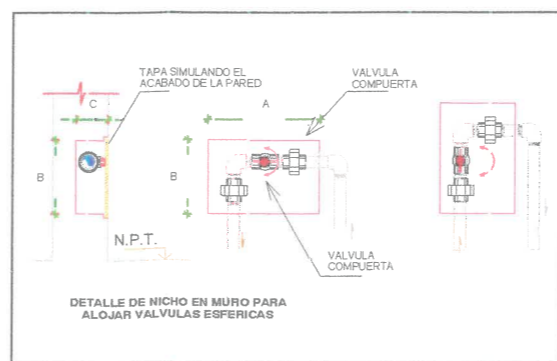 TAPA SIMULANDO EL
ACABADO DE LA PARED
VALVULA
COMPUERTA
C
A
B
B
N.P.T.
VALVULA
COMPUERTA
DETALLE DE NICHO EN MURO PARA
ALOJAR VALVULAS ESFERICAS